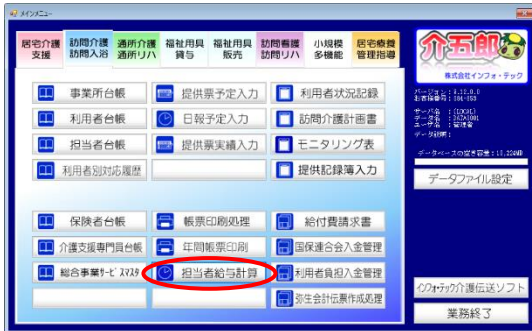 メインメニュー
居宅介護 訪問介護 通所介護 福祉用具 福祉用具 訪問看護 小規模 居宅療養
支援 訪問入浴 通所リハ 貸与 販売 訪問リハ 多機能 管理指導
介五郎
株式会社インフォ・テック
事業所台帳 提供票予定入力 利用者状況記録
利用者台帳 日報予定入力 訪問介護計画書
担当者台帳 提供票実績入力 モニタリング表
利用者別対応履歴 提供記録簿入力
データファイル設定
保険者台帳 帳票印刷処理 給付費請求書
介護支援専門員台帳 年間帳票印刷 国保連合会入金管理
総合事業サービスマスタ 担当者給与計算 利用者負担入金管理
弥生会計伝票作成処理
インフォ・テック介護伝送ソフト
業務終了